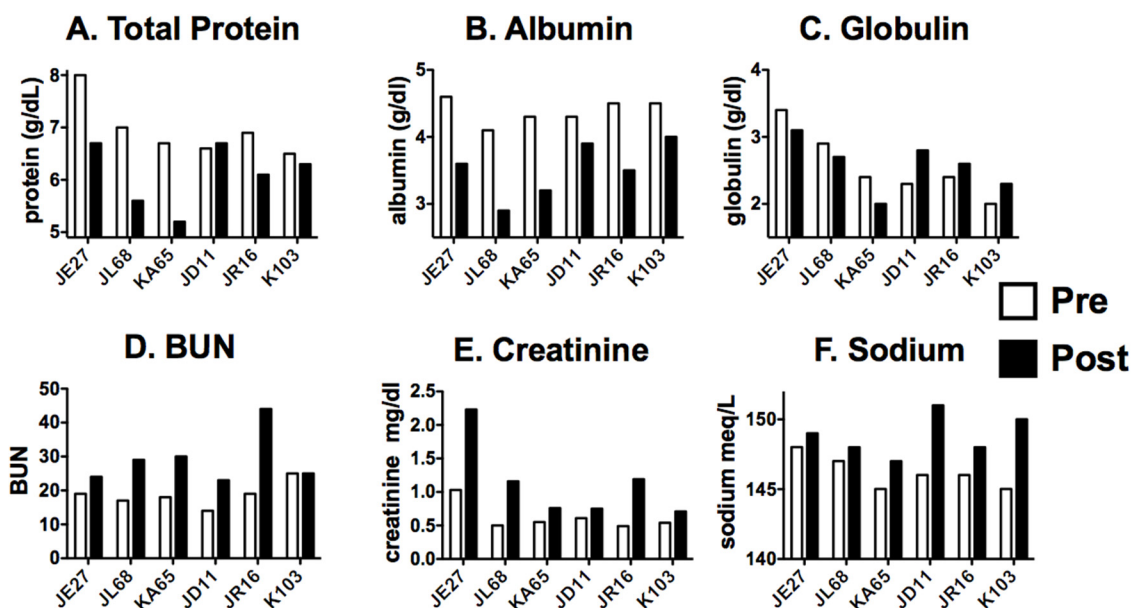 A. Total Protein
protein (g/dL)
8
7
6
5
JE27
JL68
KA65
JD11
JR16
K103
B. Albumin
albumin (g/dl)
5
4
3
JE27
JL68
KA65
JD11
JR16
K103
C. Globulin
globulin (g/dl)
4
3
2
JE27
JL68
KA65
JD11
JR16
K103
Pre
Post
D. BUN
BUN
50
40
30
20
10
0
JE27
JL68
KA65
JD11
JR16
K103
E. Creatinine
creatinine mg/dl
2.5
2.0
1.5
1.0
0.5
0.0
JE27
JL68
KA65
JD11
JR16
K103
F. Sodium
sodium meq/L
150
145
140
JE27
JL68
KA65
JD11
JR16
K103